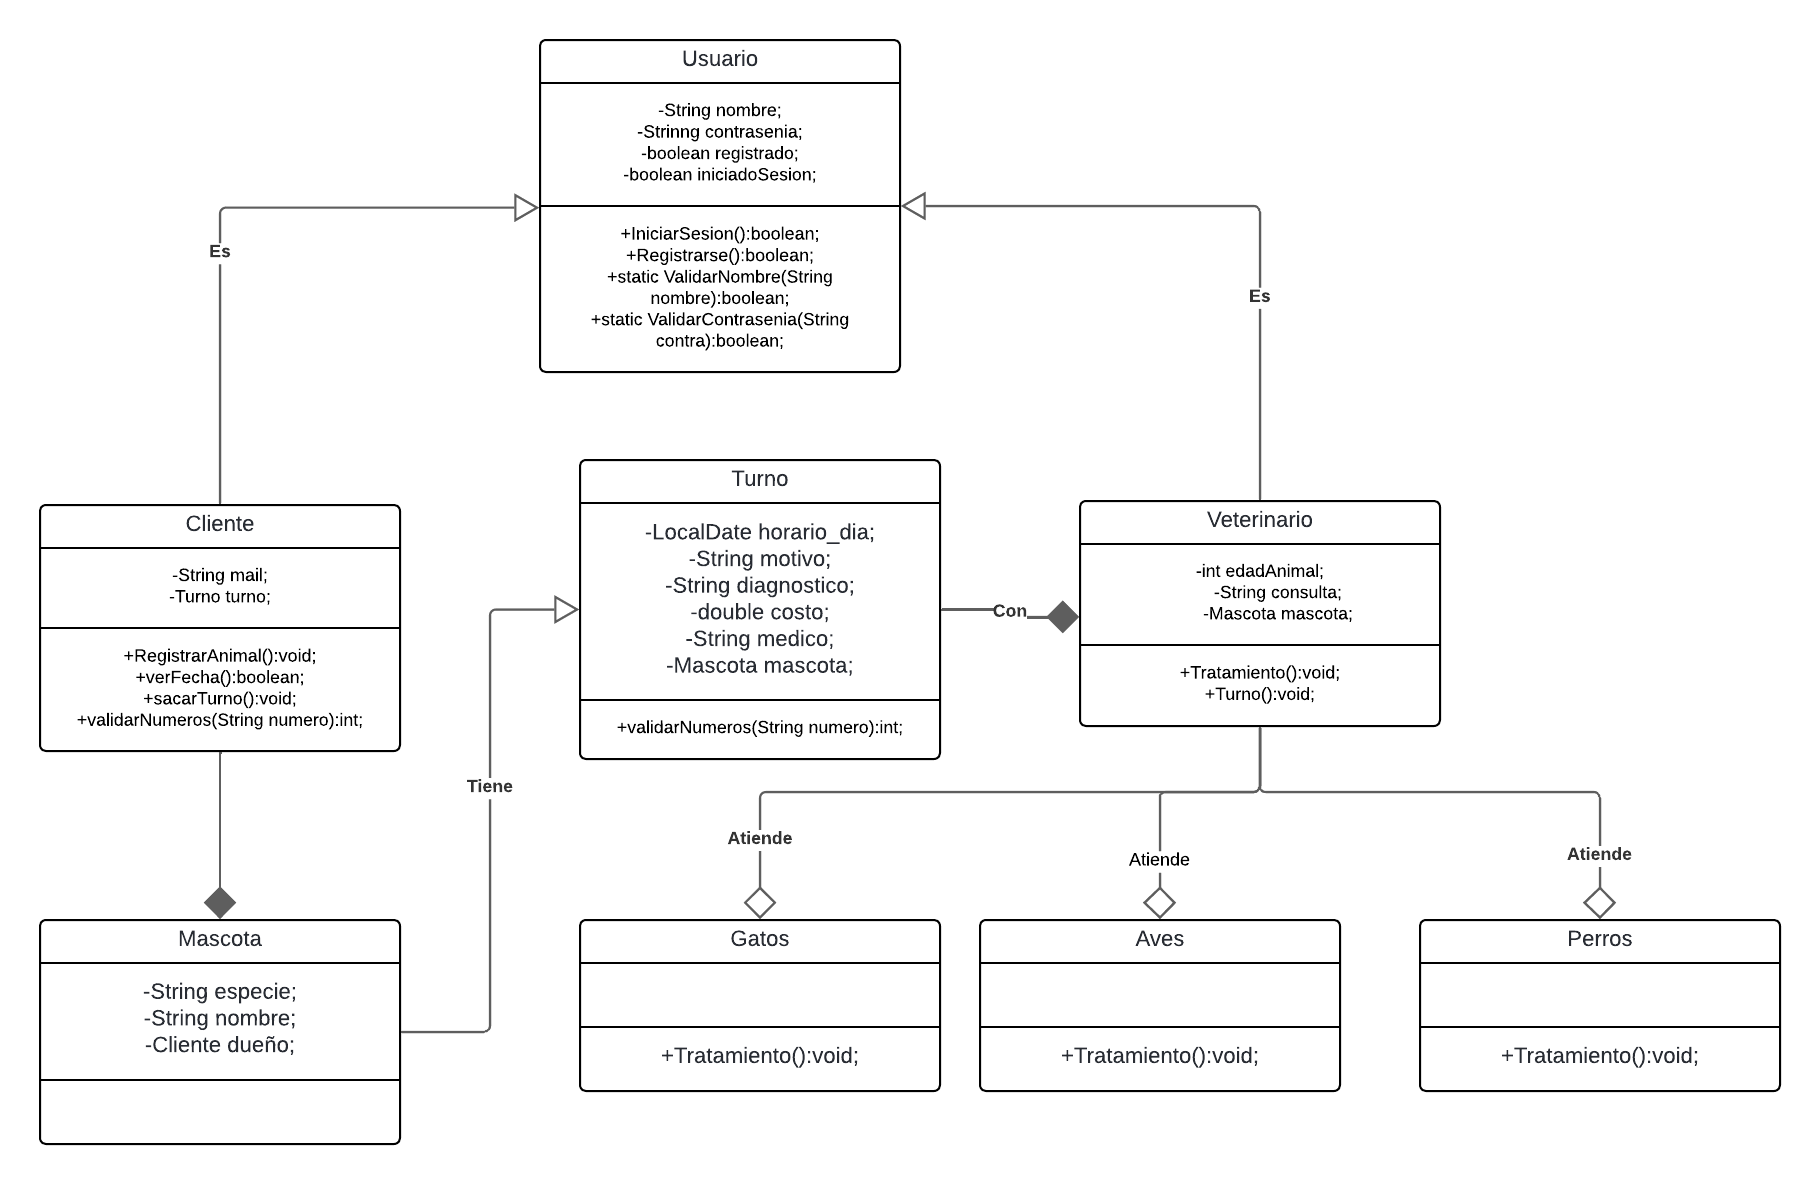 Usuario
-String nombre;
-Strinng contrasenia;
-boolean registrado;
-boolean iniciadoSesion;
+IniciarSesion():boolean;
+Registrarse():boolean;
+static ValidarNombre(String
nombre):boolean;
+static ValidarContrasenia(String
contra):boolean;
Es
Es
Cliente
-String mail;
-Turno turno;
+RegistrarAnimal():void;
+verFecha():boolean;
+sacarTurno():void;
+validarNumeros(String numero):int;
Turno
-LocalDate horario_dia;
-String motivo;
-String diagnostico;
-double costo;
-String medico;
-Mascota mascota;
+validarNumeros(String numero):int;
Con
Veterinario
-int edadAnimal;
-String consulta;
-Mascota mascota;
+Tratamiento():void;
+Turno():void;
Tiene
Atiende
Atiende
Atiende
Mascota
-String especie;
-String nombre;
-Cliente dueño;
Gatos
+Tratamiento():void;
Aves
+Tratamiento():void;
Perros
+Tratamiento():void;